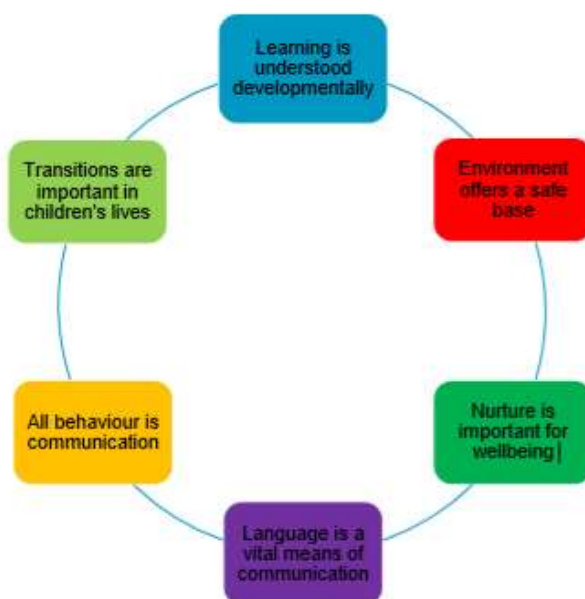 Learning is
understood
developmentally
Environment
offers a safe
base
Nurture is
important for
wellbeing
Language is a
vital means of
communication
All behaviour is
communication
Transitions are
important in
children's lives